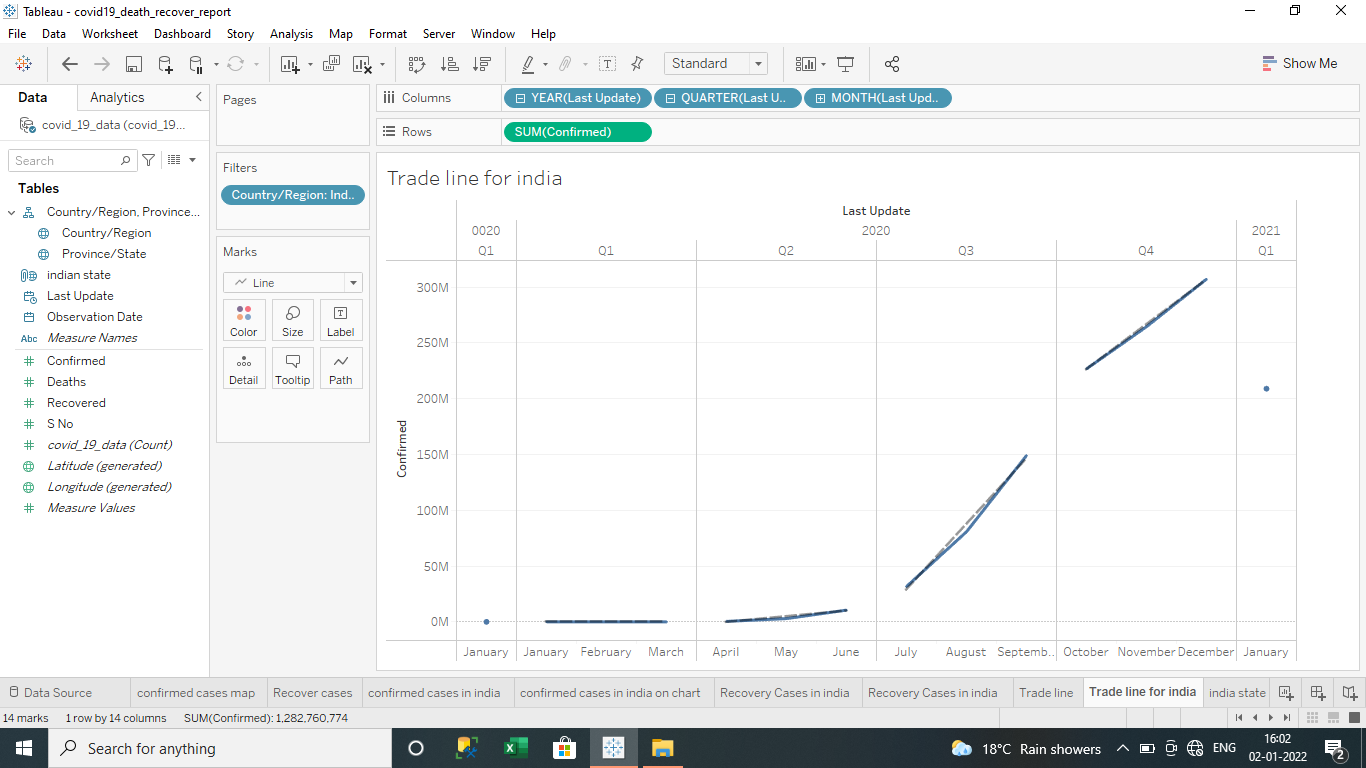 Tableau - covid19_death_recover_report
File Data Worksheet Dashboard Story Analysis Map Format Server Window Help
Standard
Show Me
Data Analytics
covid_19_data (covid_19...
Search
Tables
Country/Region, Province...
Country/Region
Province/State
indian state
Last Update
Observation Date
Abc Measure Names
Confirmed
Deaths
Recovered
S No
covid_19_data (Count)
Latitude (generated)
Longitude (generated)
Measure Values
Pages
Filters
Country/Region: Ind..
Marks
Line
Color Size Label
Detail Tooltip Path
Columns YEAR(Last Update) QUARTER(Last U.. MONTH(Last Upd..
Rows SUM(Confirmed)
Trade line for india
Last Update
0020 2020 2021
Q1 Q1 Q2 Q3 Q4 Q1
Confirmed
300M
250M
200M
150M
100M
50M
0M
January January February March April May June July August Septemb.. October November December January
Data Source confirmed cases map Recover cases confirmed cases in india confirmed cases in india on chart Recovery Cases in india Recovery Cases in india Trade line Trade line for india india state
14 marks 1 row by 14 columns SUM(Confirmed): 1,282,760,774
Search for anything
18°C Rain showers ENG 16:02
02-01-2022
2